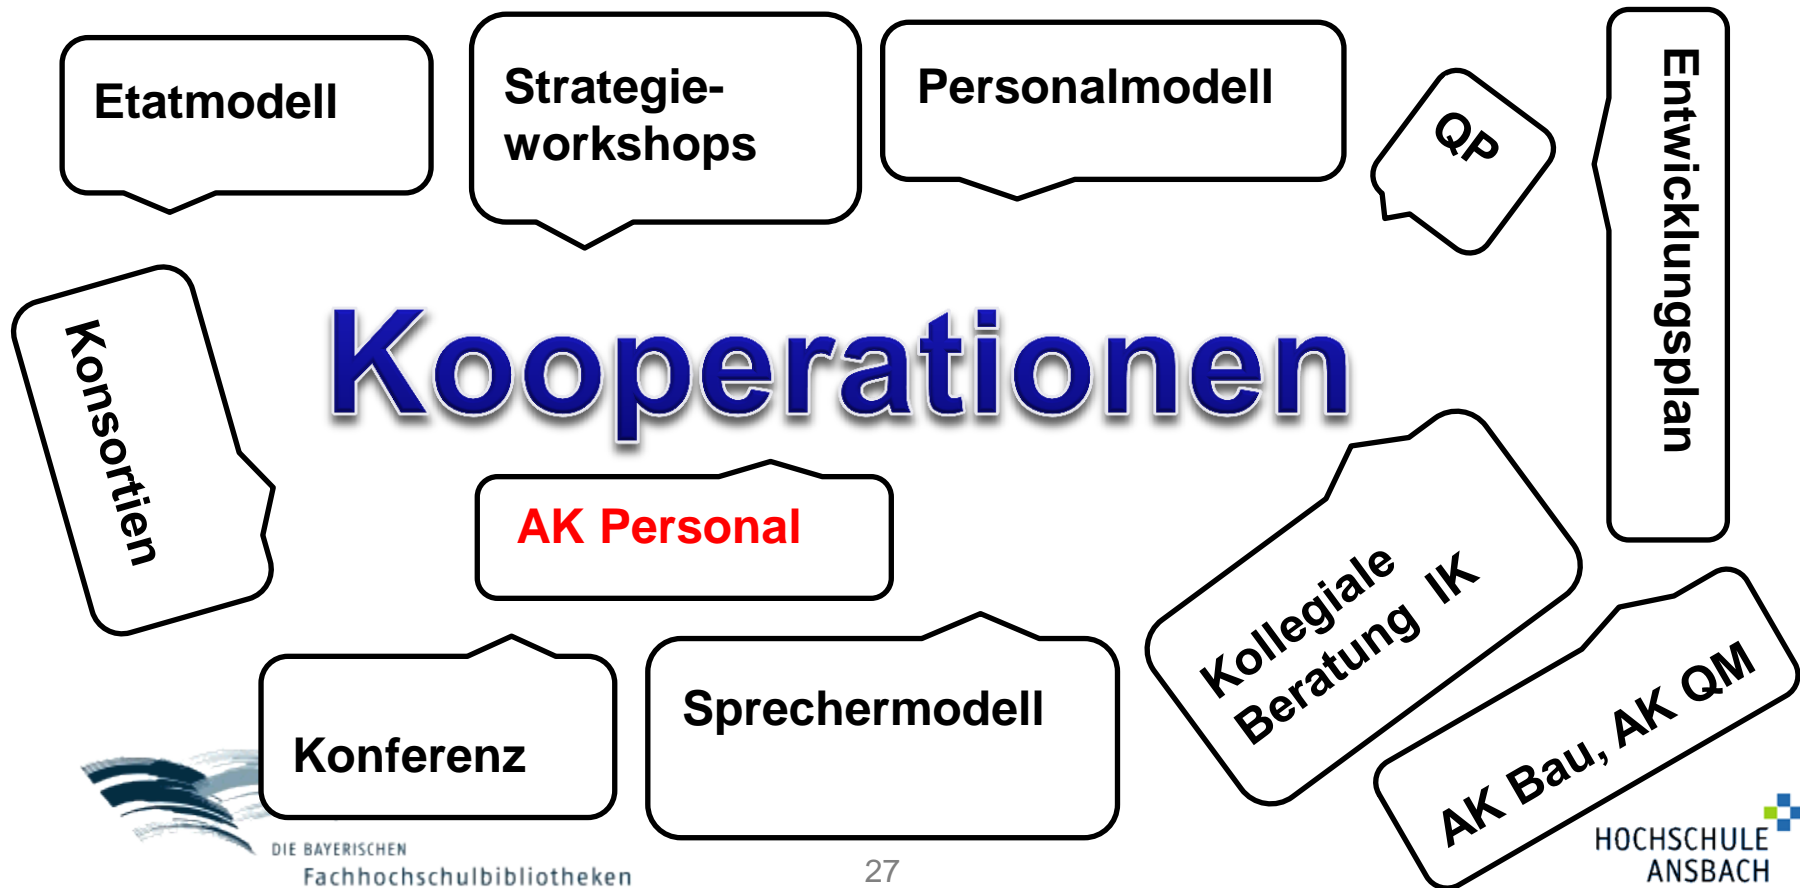 Etatmodell
Strategie-
workshops
Personalmodell
QP
Entwicklungsplan
Konsortien
Kooperationen
AK Personal
Kollegiale
Beratung IK
Konferenz
Sprechermodell
AK Bau, AK QM
DIE BAYERISCHEN
Fachhochschulbibliotheken
27
HOCHSCHULE
ANSBACH